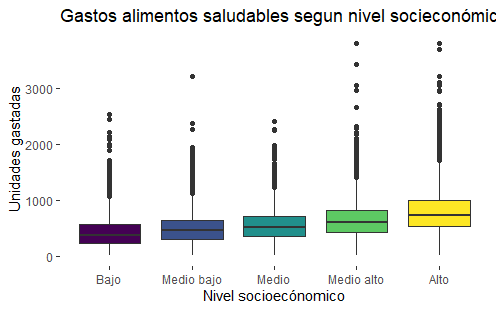 Gastos alimentos saludables segun nivel socieconómic
Unidades gastadas
3000
2000
1000
0
Bajo
Medio bajo
Medio
Medio alto
Alto
Nivel socioecónomico